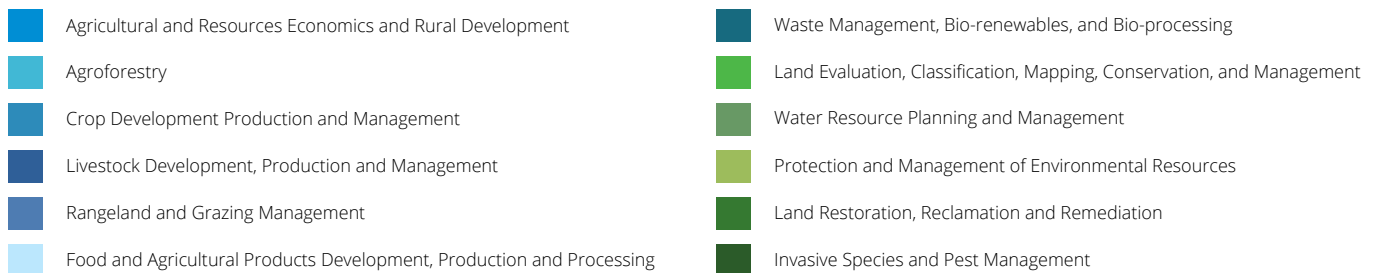 Agricultural and Resources Economics and Rural Development
Agroforestry
Crop Development Production and Management
Livestock Development, Production and Management
Rangeland and Grazing Management
Food and Agricultural Products Development, Production and Processing
Waste Management, Bio-renewables, and Bio-processing
Land Evaluation, Classification, Mapping, Conservation, and Management
Water Resource Planning and Management
Protection and Management of Environmental Resources
Land Restoration, Reclamation and Remediation
Invasive Species and Pest Management